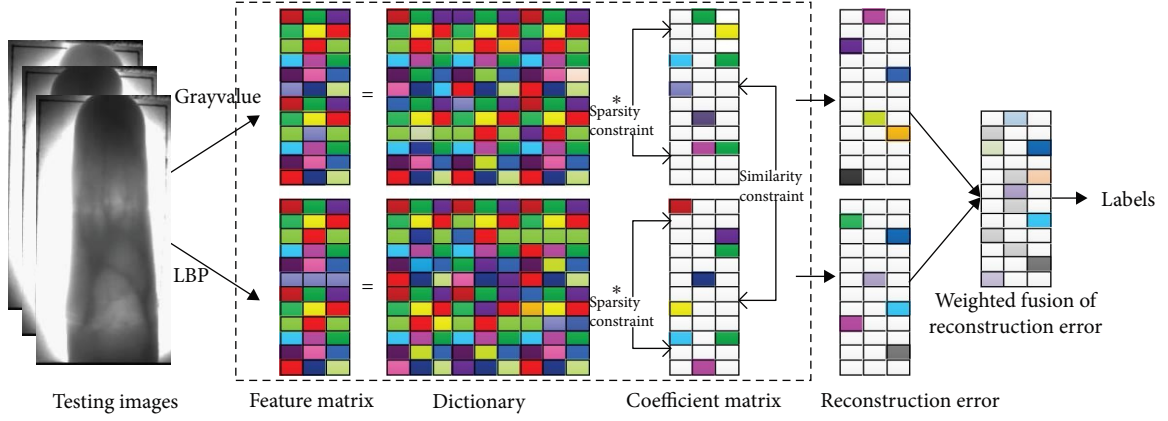 Grayvalue
=
*
Sparsity
constraint
Similarity
constraint
LBP
=
*
Sparsity
constraint
Labels
Weighted fusion of
reconstruction error
Testing images
Feature matrix
Dictionary
Coefficient matrix
Reconstruction error